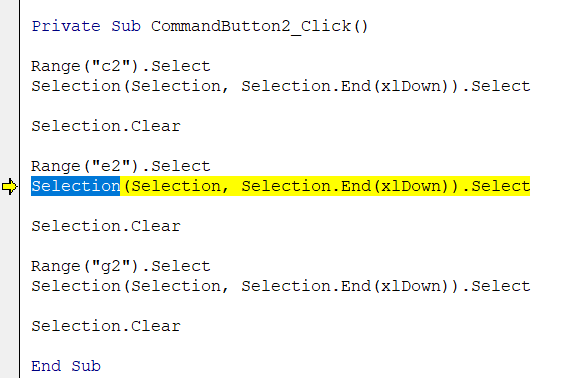 Private Sub CommandButton2_Click()
Range("c2").Select
Selection(Selection, Selection.End(xlDown)).Select
Selection.Clear
Range("e2").Select
Selection(Selection, Selection.End(xlDown)).Select
Selection.Clear
Range("g2").Select
Selection(Selection, Selection.End(xlDown)).Select
Selection.Clear
End Sub